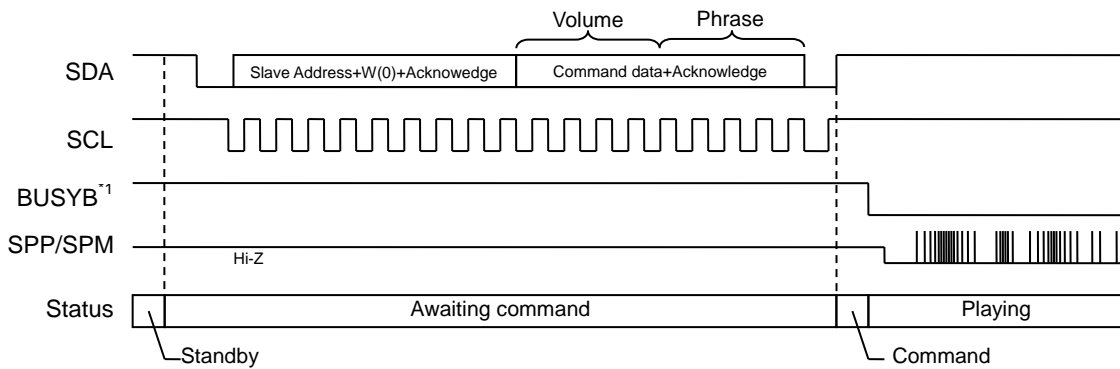 Volume Phrase
SDA
Slave Address+W(0)+Acknowedge
Command data+Acknowledge
SCL
BUSYB*1
SPP/SPM
Hi-Z
Status
Awaiting command
Playing
Standby
Command